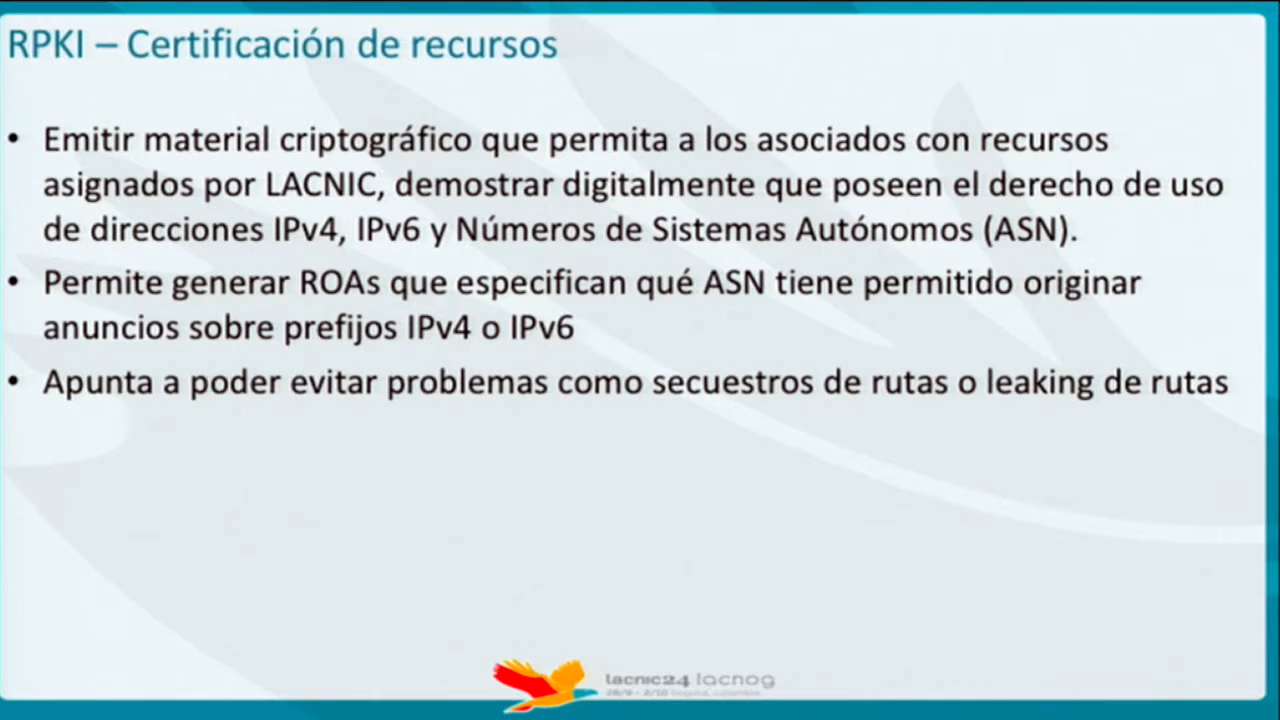 RPKI – Certificación de recursos
• Emitir material criptográfico que permita a los asociados con recursos
asignados por LACNIC, demostrar digitalmente que poseen el derecho de uso
de direcciones IPv4, IPv6 y Números de Sistemas Autónomos (ASN).
• Permite generar ROAs que especifican qué ASN tiene permitido originar
anuncios sobre prefijos IPv4 o IPv6
• Apunta a poder evitar problemas como secuestros de rutas o leaking de rutas
lacnic24 lacnog